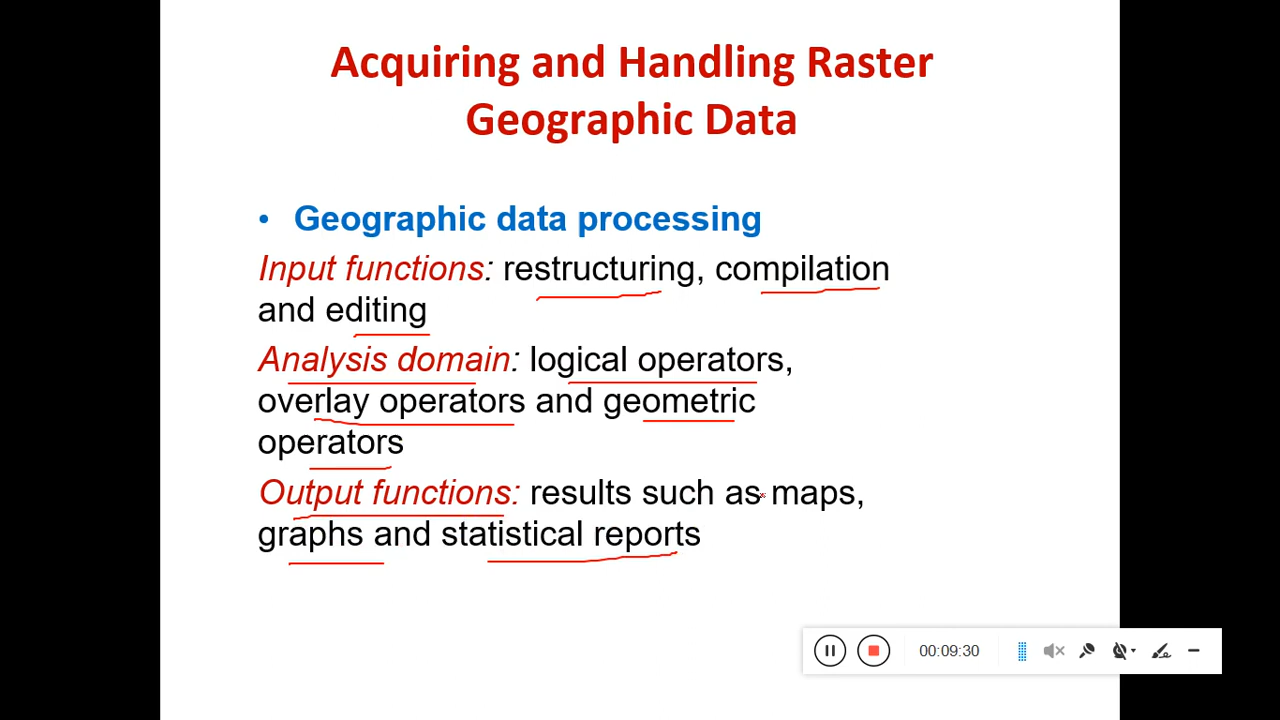 Acquiring and Handling Raster
Geographic Data
• Geographic data processing
Input functions: restructuring, compilation
and editing
Analysis domain: logical operators,
overlay operators and geometric
operators
Output functions: results such as maps,
graphs and statistical reports
00:09:30